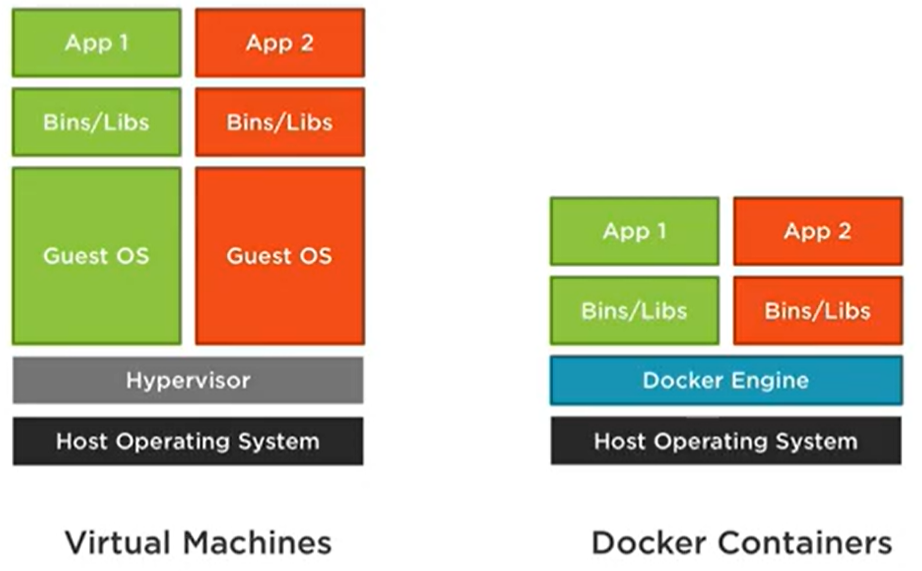 App 1
App 2
Bins/Libs
Bins/Libs
Guest OS
Guest OS
Hypervisor
Host Operating System
Virtual Machines
App 1
App 2
Bins/Libs
Bins/Libs
Docker Engine
Host Operating System
Docker Containers